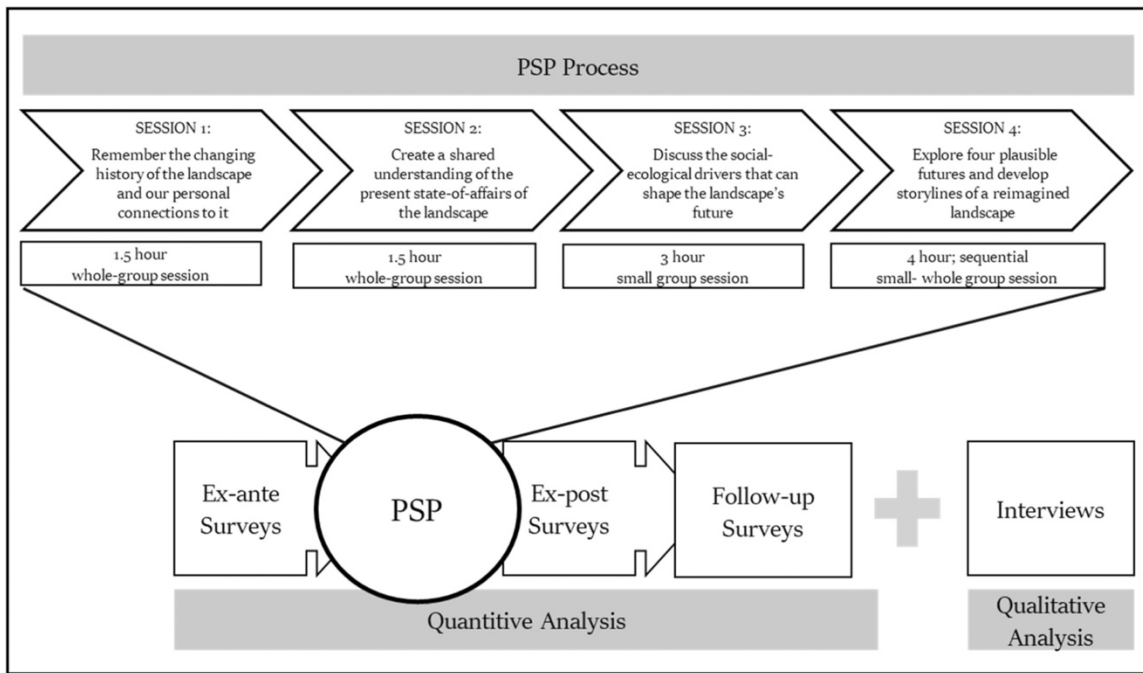 PSP Process
SESSION 1:
Remember the changing
history of the landscape
and our personal
connections to it
SESSION 2:
Create a shared
understanding of the
present state-of-affairs of
the landscape
SESSION 3:
Discuss the social-
ecological drivers that can
shape the landscape's
future
SESSION 4:
Explore four plausible
futures and develop
storylines of a reimagined
landscape
1.5 hour
whole-group session
1.5 hour
whole-group session
3 hour
small group session
4 hour; sequential
small- whole group session
Ex-ante
Surveys
PSP
Ex-post
Surveys
Follow-up
Surveys
Interviews
Quantitive Analysis
Qualitative
Analysis